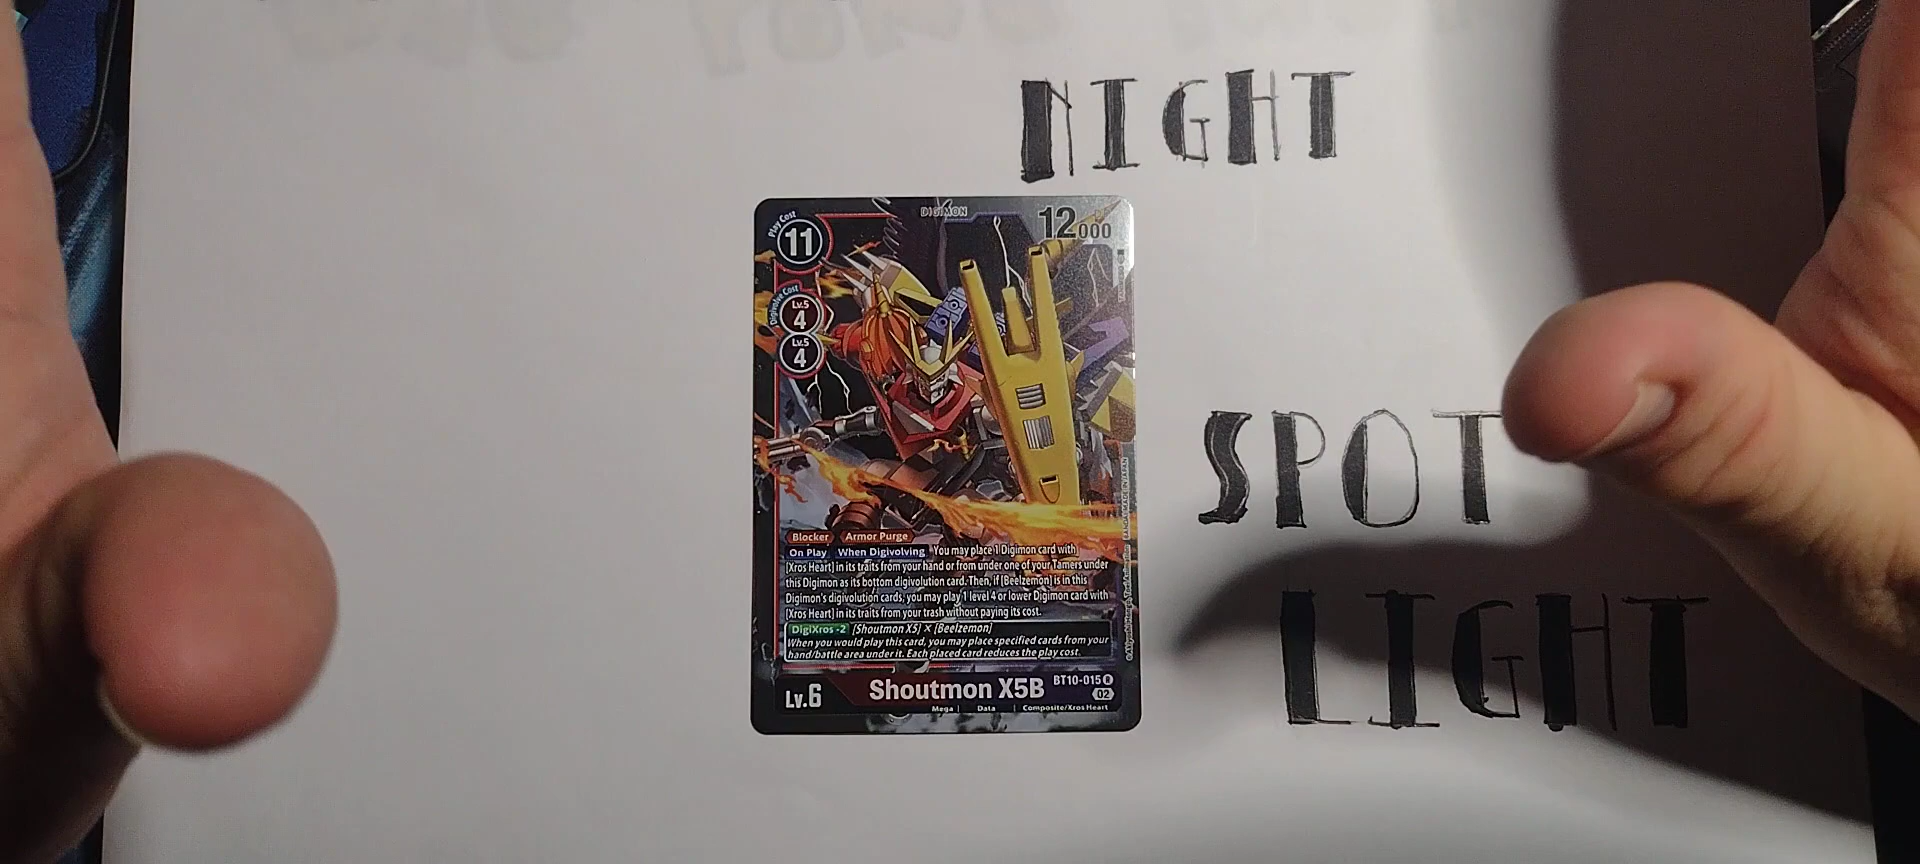 NIGHT
SPOT
LIGHT
DIGIMON
Play Cost
11
12000
Digivolve Cost
Lv.5
4
Lv.5
4
Blocker Armor Purge
On Play When Digivolving You may place 1 Digimon card with
[Xros Heart] in its traits from your hand or from under one of your Tamers under
this Digimon as its bottom digivolution card. Then, if [Beelzemon] is in this
Digimon's digivolution cards, you may play 1 level 4 or lower Digimon card with
[Xros Heart] in its traits from your trash without paying its cost.
DigiXros -2 [Shoutmon X5] × [Beelzemon]
When you would play this card, you may place specified cards from your
hand/battle area under it. Each placed card reduces the play cost.
Lv.6
Shoutmon X5B
BT10-015 R
02
Mega | Data | Composite/Xros Heart